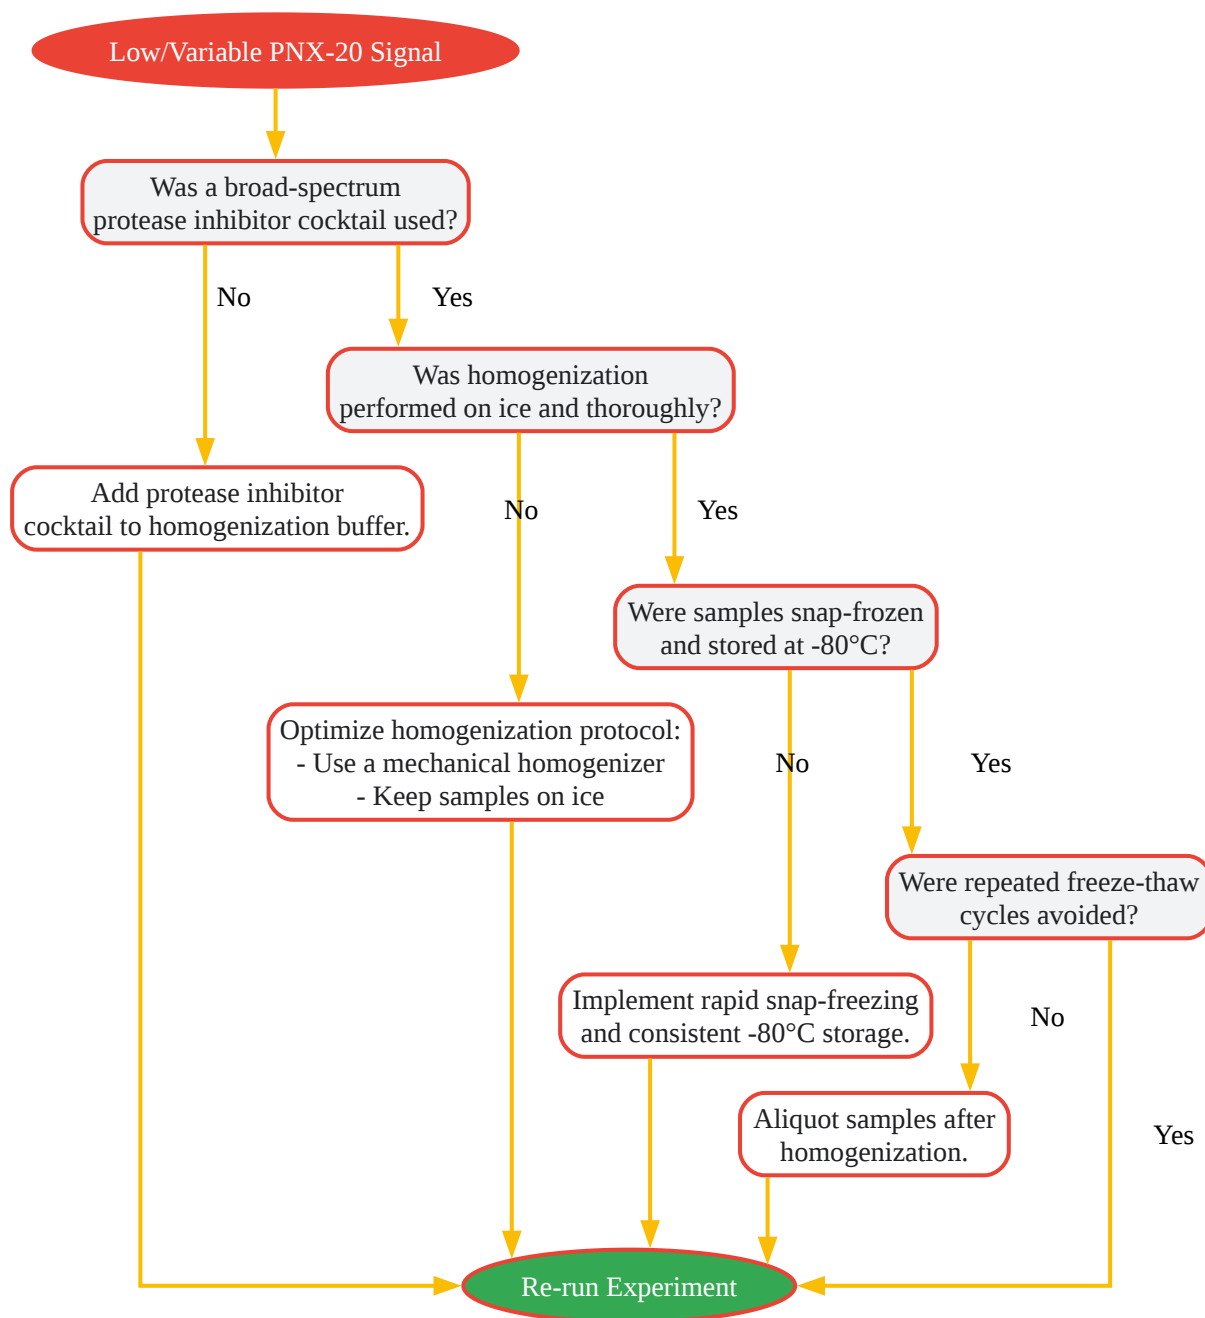 Low/Variable PNX-20 Signal
Was a broad-spectrum
protease inhibitor cocktail used?
No
Yes
Was homogenization
performed on ice and thoroughly?
Add protease inhibitor
cocktail to homogenization buffer.
No
Yes
Were samples snap-frozen
and stored at -80°C?
Optimize homogenization protocol:
- Use a mechanical homogenizer
- Keep samples on ice
No
Yes
Were repeated freeze-thaw
cycles avoided?
Implement rapid snap-freezing
and consistent -80°C storage.
No
Aliquot samples after
homogenization.
Yes
Re-run Experiment